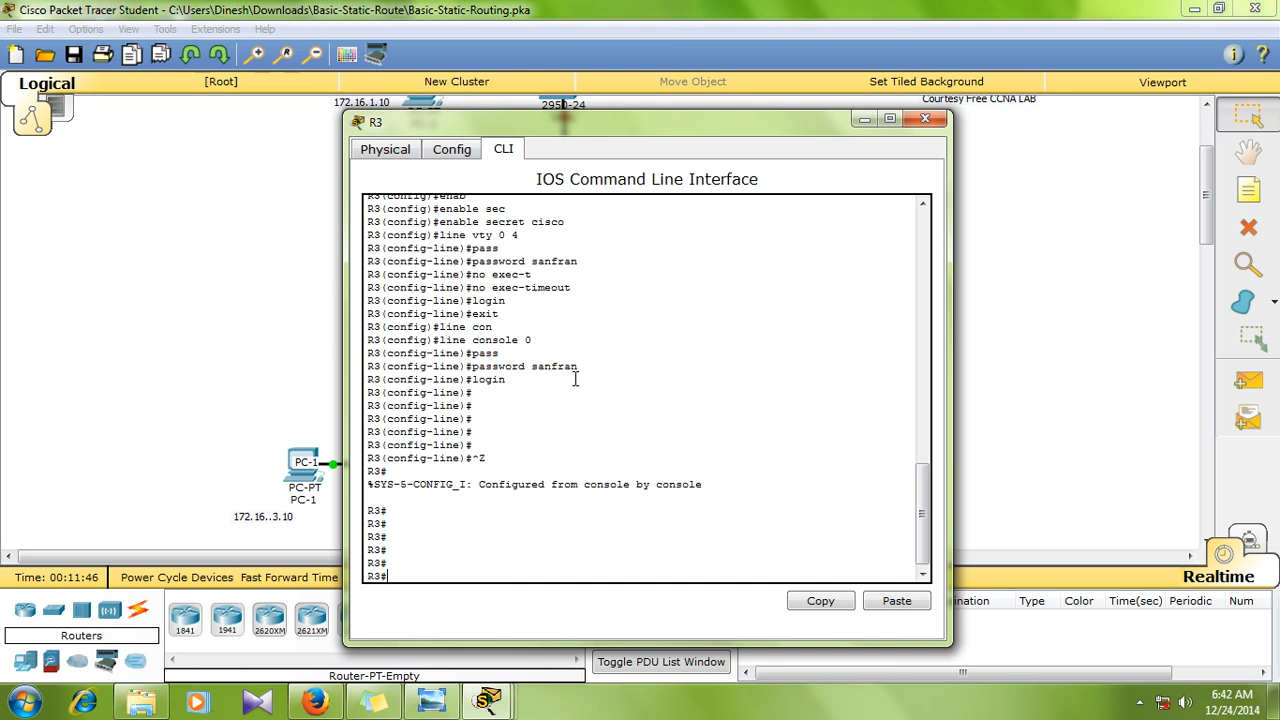 Cisco Packet Tracer Student - C:\Users\Dinesh\Downloads\Basic-Static-Route\Basic-Static-Routing.pka
File Edit Options View Tools Extensions Help
Logical [Root] New Cluster Move Object Set Tiled Background Viewport
172.16.1.10
2950-24
Courtesy Free CCNA LAB
R3
Physical Config CLI
IOS Command Line Interface
R3(config)#enab
R3(config)#enable sec
R3(config)#enable secret cisco
R3(config)#line vty 0 4
R3(config-line)#pass
R3(config-line)#password sanfran
R3(config-line)#no exec-t
R3(config-line)#no exec-timeout
R3(config-line)#login
R3(config-line)#exit
R3(config)#line con
R3(config)#line console 0
R3(config-line)#pass
R3(config-line)#password sanfran
R3(config-line)#login
R3(config-line)#
R3(config-line)#
R3(config-line)#
R3(config-line)#
R3(config-line)#
R3(config-line)#^Z
R3#
%SYS-5-CONFIG_I: Configured from console by console
R3#
R3#
R3#
R3#
R3#
R3#
Copy Paste
PC-1
PC-PT
PC-1
172.16..3.10
Time: 00:11:46 Power Cycle Devices Fast Forward Time
Realtime
Routers
1841 1941 2620XM 2621XM
Router-PT-Empty
Toggle PDU List Window
ination Type Color Time(sec) Periodic Num
6:42 AM
12/24/2014